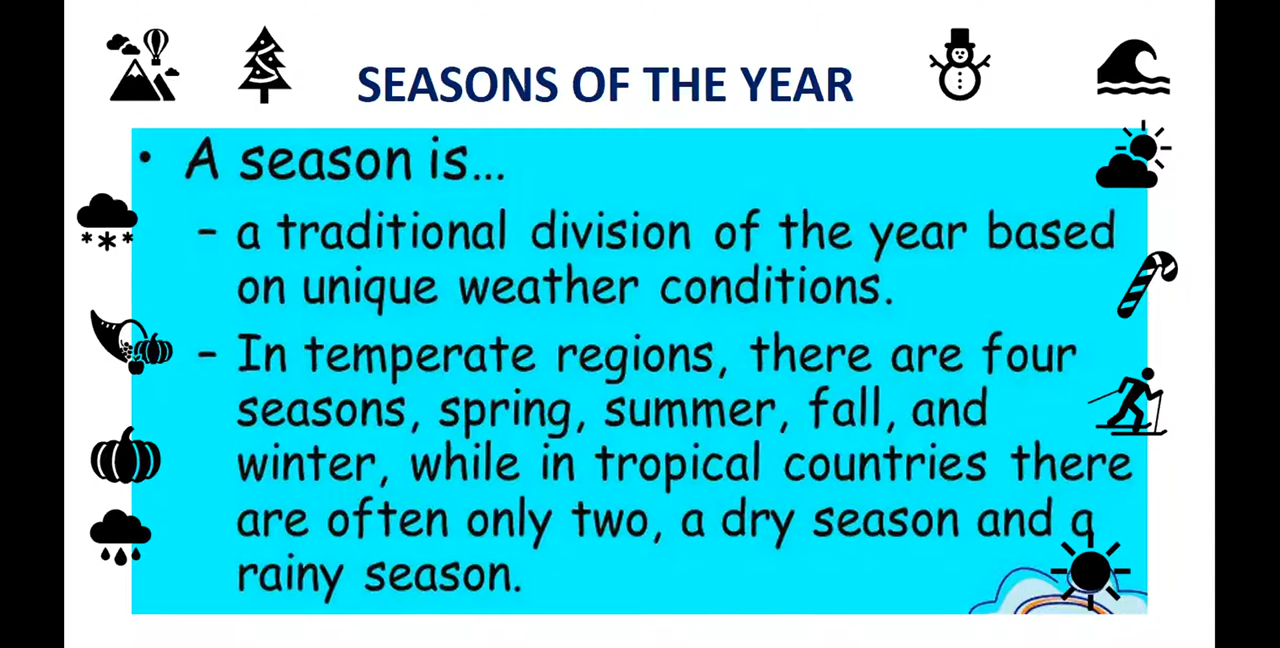 SEASONS OF THE YEAR
• A season is...
– a traditional division of the year based
on unique weather conditions.
– In temperate regions, there are four
seasons, spring, summer, fall, and
winter, while in tropical countries there
are often only two, a dry season and a
rainy season.